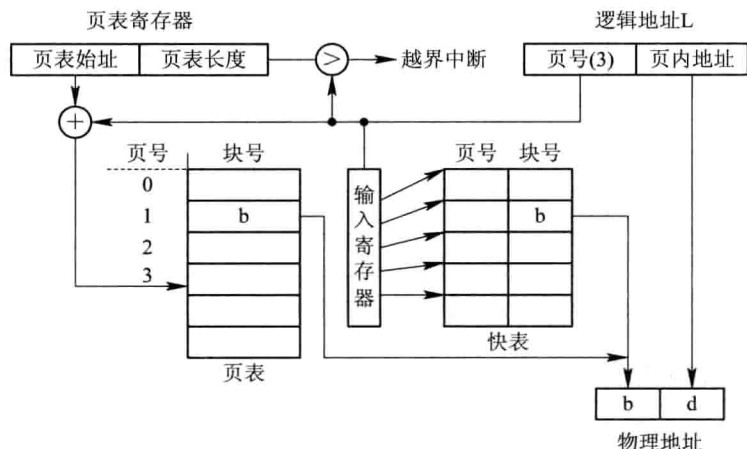 页表寄存器 逻辑地址L
页表始址 页表长度 > 越界中断 页号(3) 页内地址
+
页号 块号 页号 块号
0
1 b b
2
3
输入寄存器
快表
页表
b d
物理地址